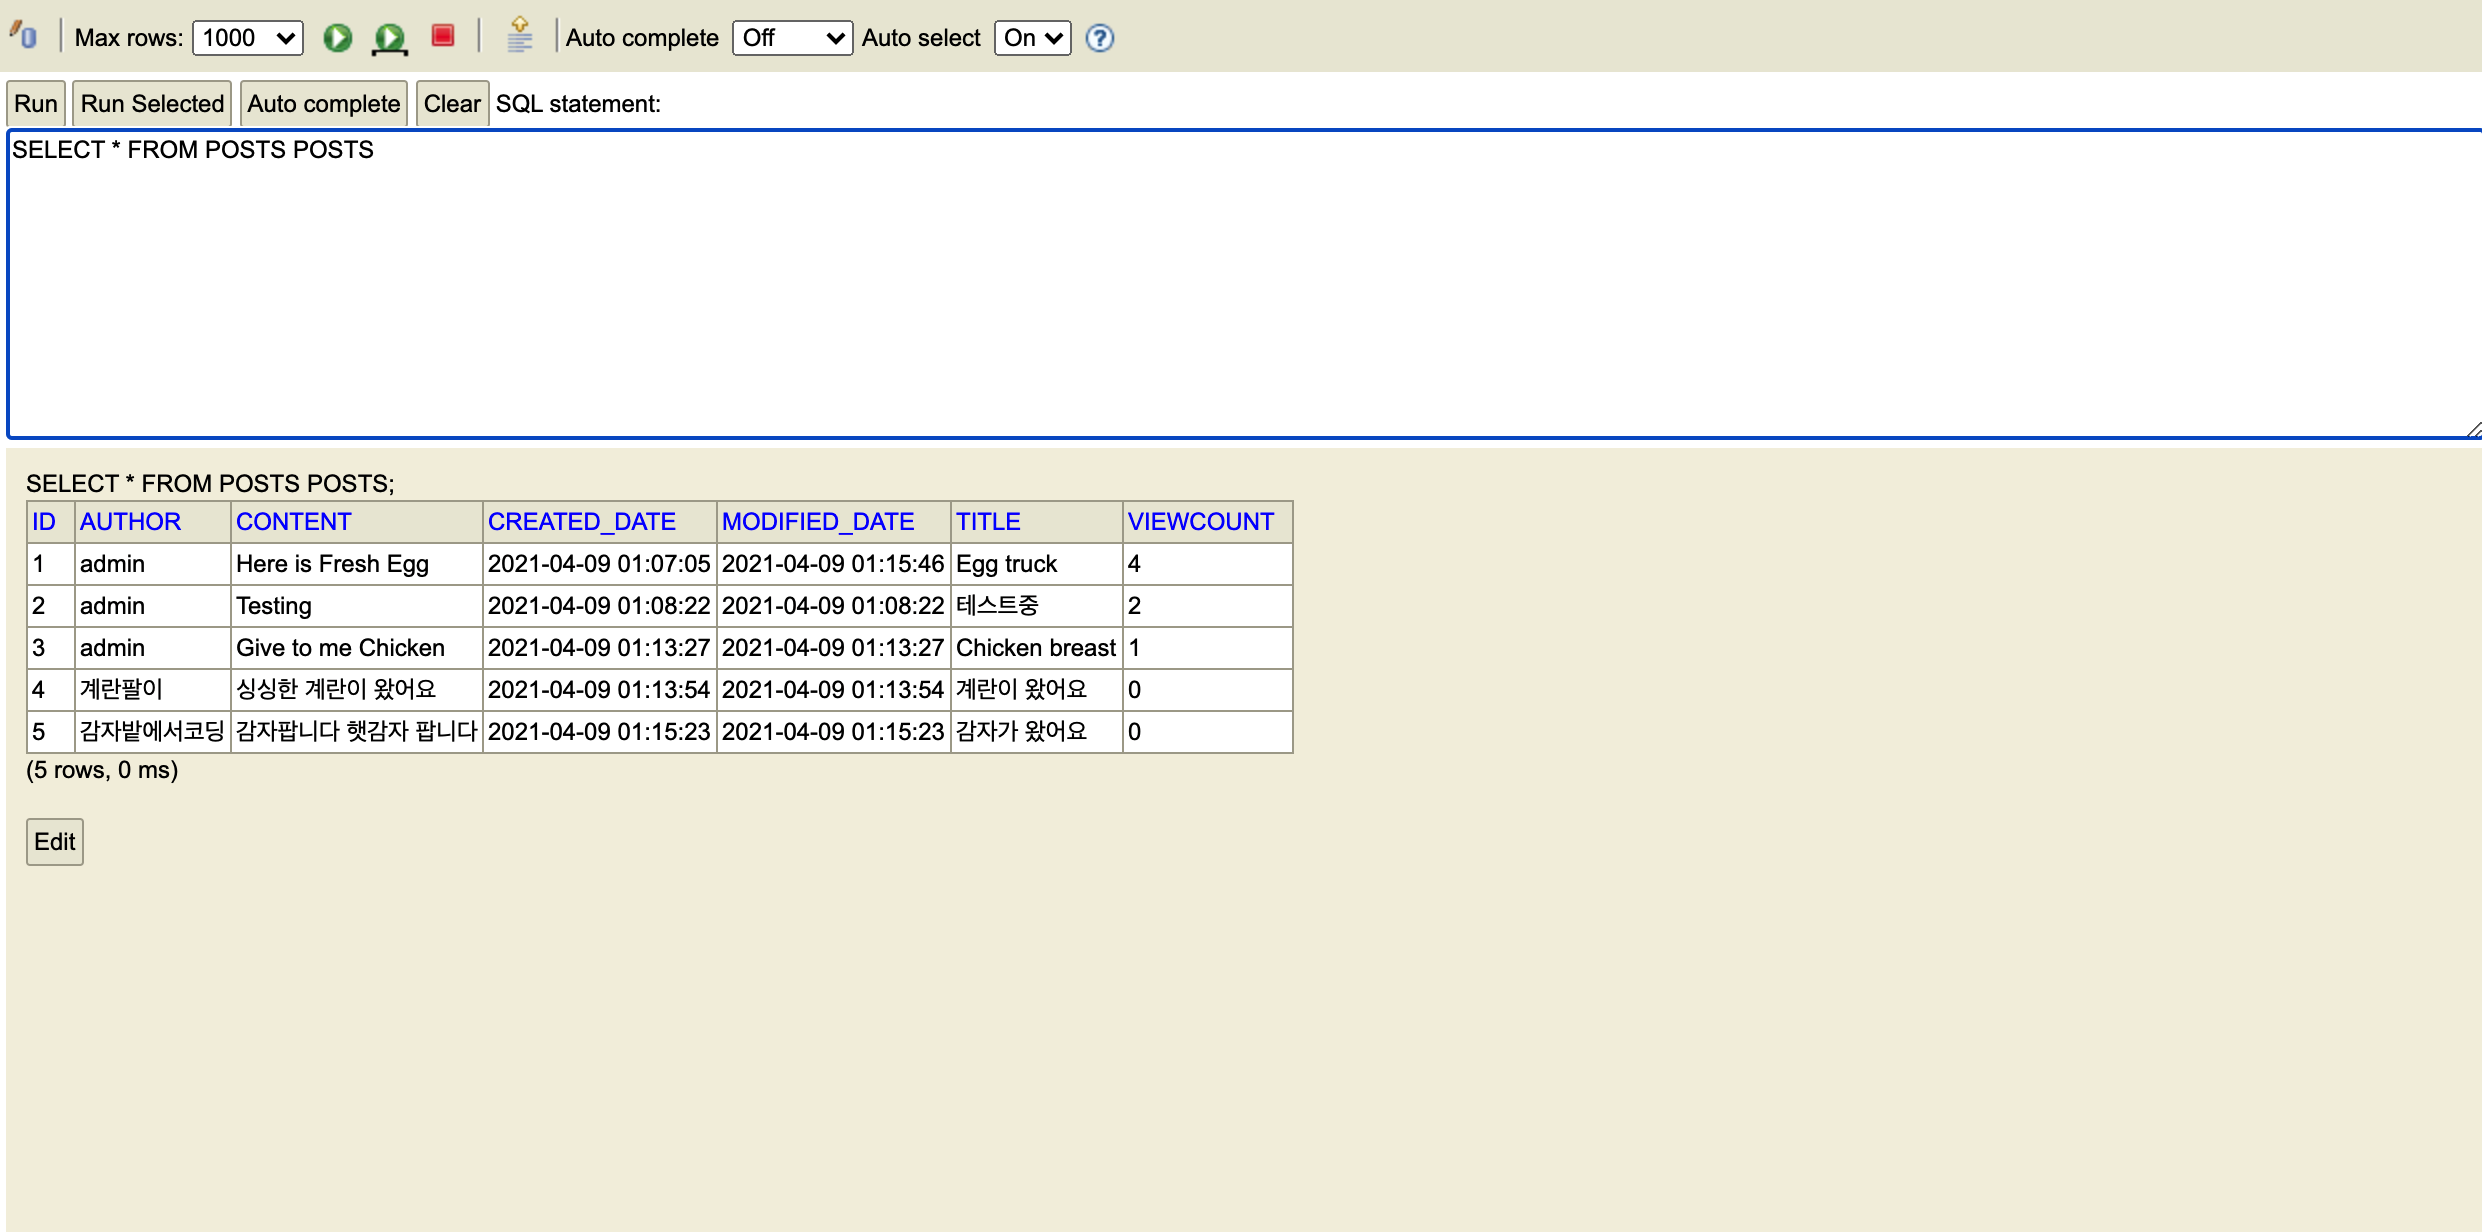 Max rows: 1000 Auto complete Off Auto select On ?
Run Run Selected Auto complete Clear SQL statement:
SELECT * FROM POSTS POSTS
SELECT * FROM POSTS POSTS;
ID AUTHOR CONTENT CREATED_DATE MODIFIED_DATE TITLE VIEWCOUNT
1 admin Here is Fresh Egg 2021-04-09 01:07:05 2021-04-09 01:15:46 Egg truck 4
2 admin Testing 2021-04-09 01:08:22 2021-04-09 01:08:22 테스트중 2
3 admin Give to me Chicken 2021-04-09 01:13:27 2021-04-09 01:13:27 Chicken breast 1
4 계란팔이 싱싱한 계란이 왔어요 2021-04-09 01:13:54 2021-04-09 01:13:54 계란이 왔어요 0
5 감자밭에서코딩 감자팝니다 햇감자 팝니다 2021-04-09 01:15:23 2021-04-09 01:15:23 감자가 왔어요 0
(5 rows, 0 ms)
Edit